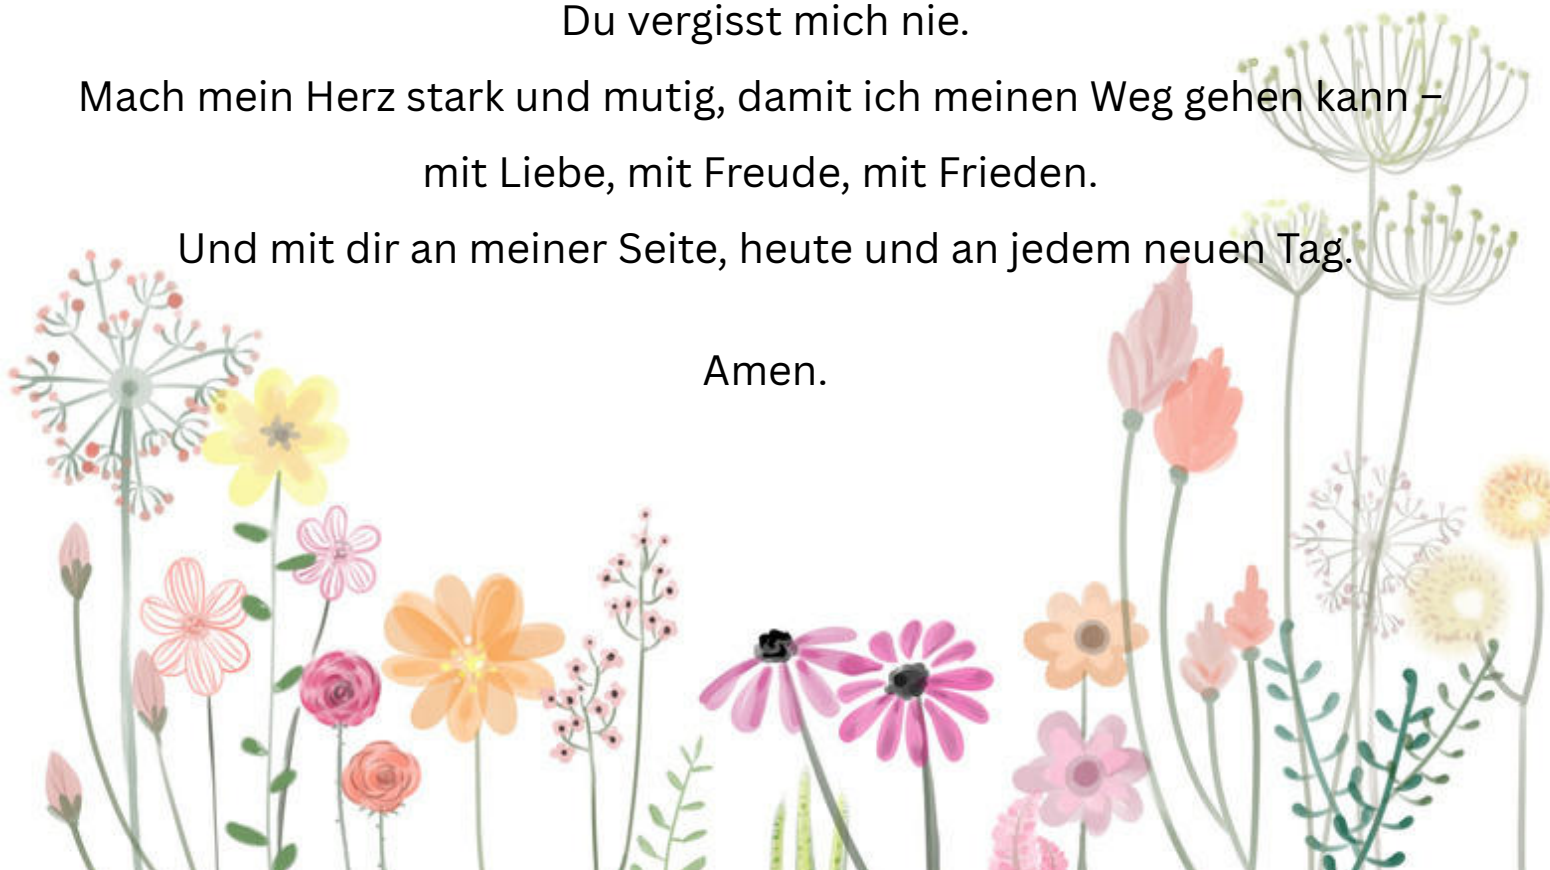 Du vergisst mich nie.
Mach mein Herz stark und mutig, damit ich meinen Weg gehen kann –
mit Liebe, mit Freude, mit Frieden.
Und mit dir an meiner Seite, heute und an jedem neuen Tag.
Amen.